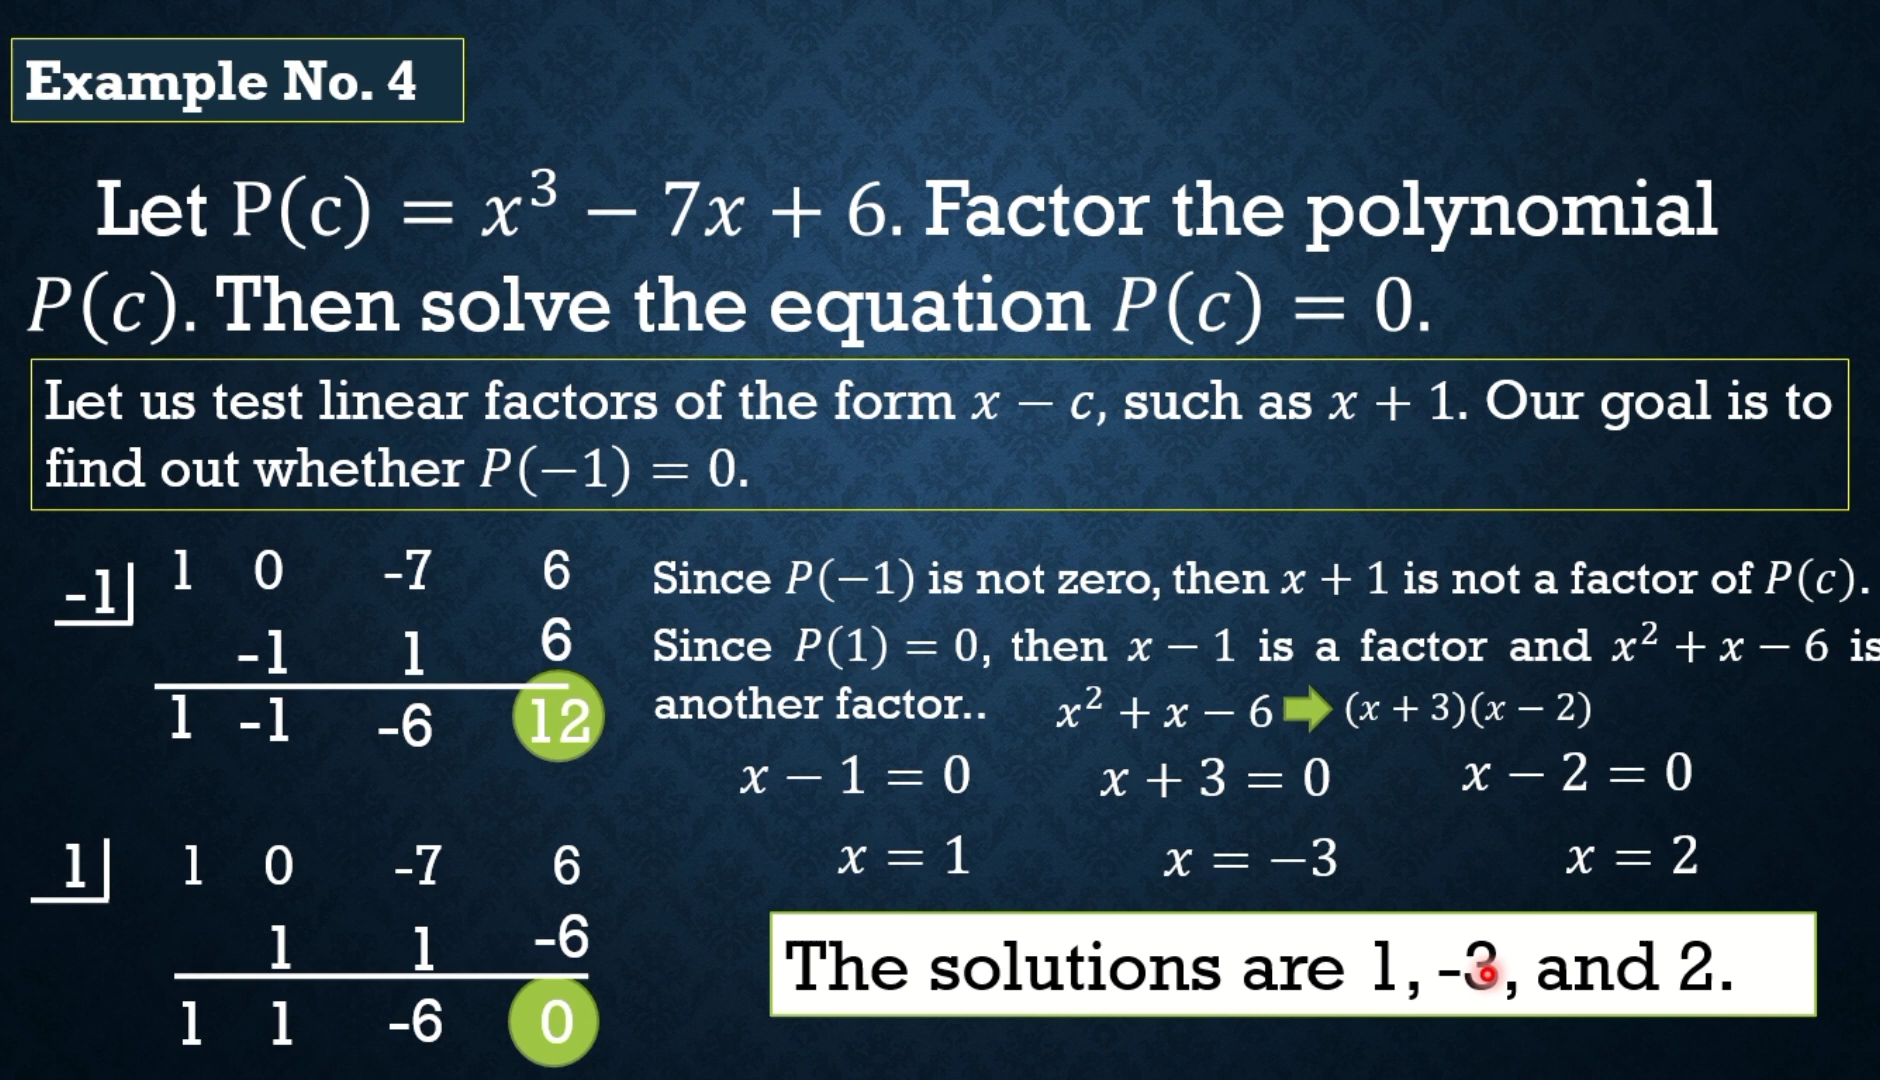 Example No. 4
Let P(c) = x³ − 7x + 6. Factor the polynomial
P(c). Then solve the equation P(c) = 0.
Let us test linear factors of the form x − c, such as x + 1. Our goal is to
find out whether P(−1) = 0.
-1 1 0 -7 6
-1 1 6
1 -1 -6 12
Since P(−1) is not zero, then x + 1 is not a factor of P(c).
Since P(1) = 0, then x − 1 is a factor and x² + x − 6 is
another factor.. x² + x − 6 (x + 3)(x − 2)
x − 1 = 0 x + 3 = 0 x − 2 = 0
x = 1 x = −3 x = 2
1 1 0 -7 6
1 1 -6
1 1 -6 0
The solutions are 1, -3, and 2.